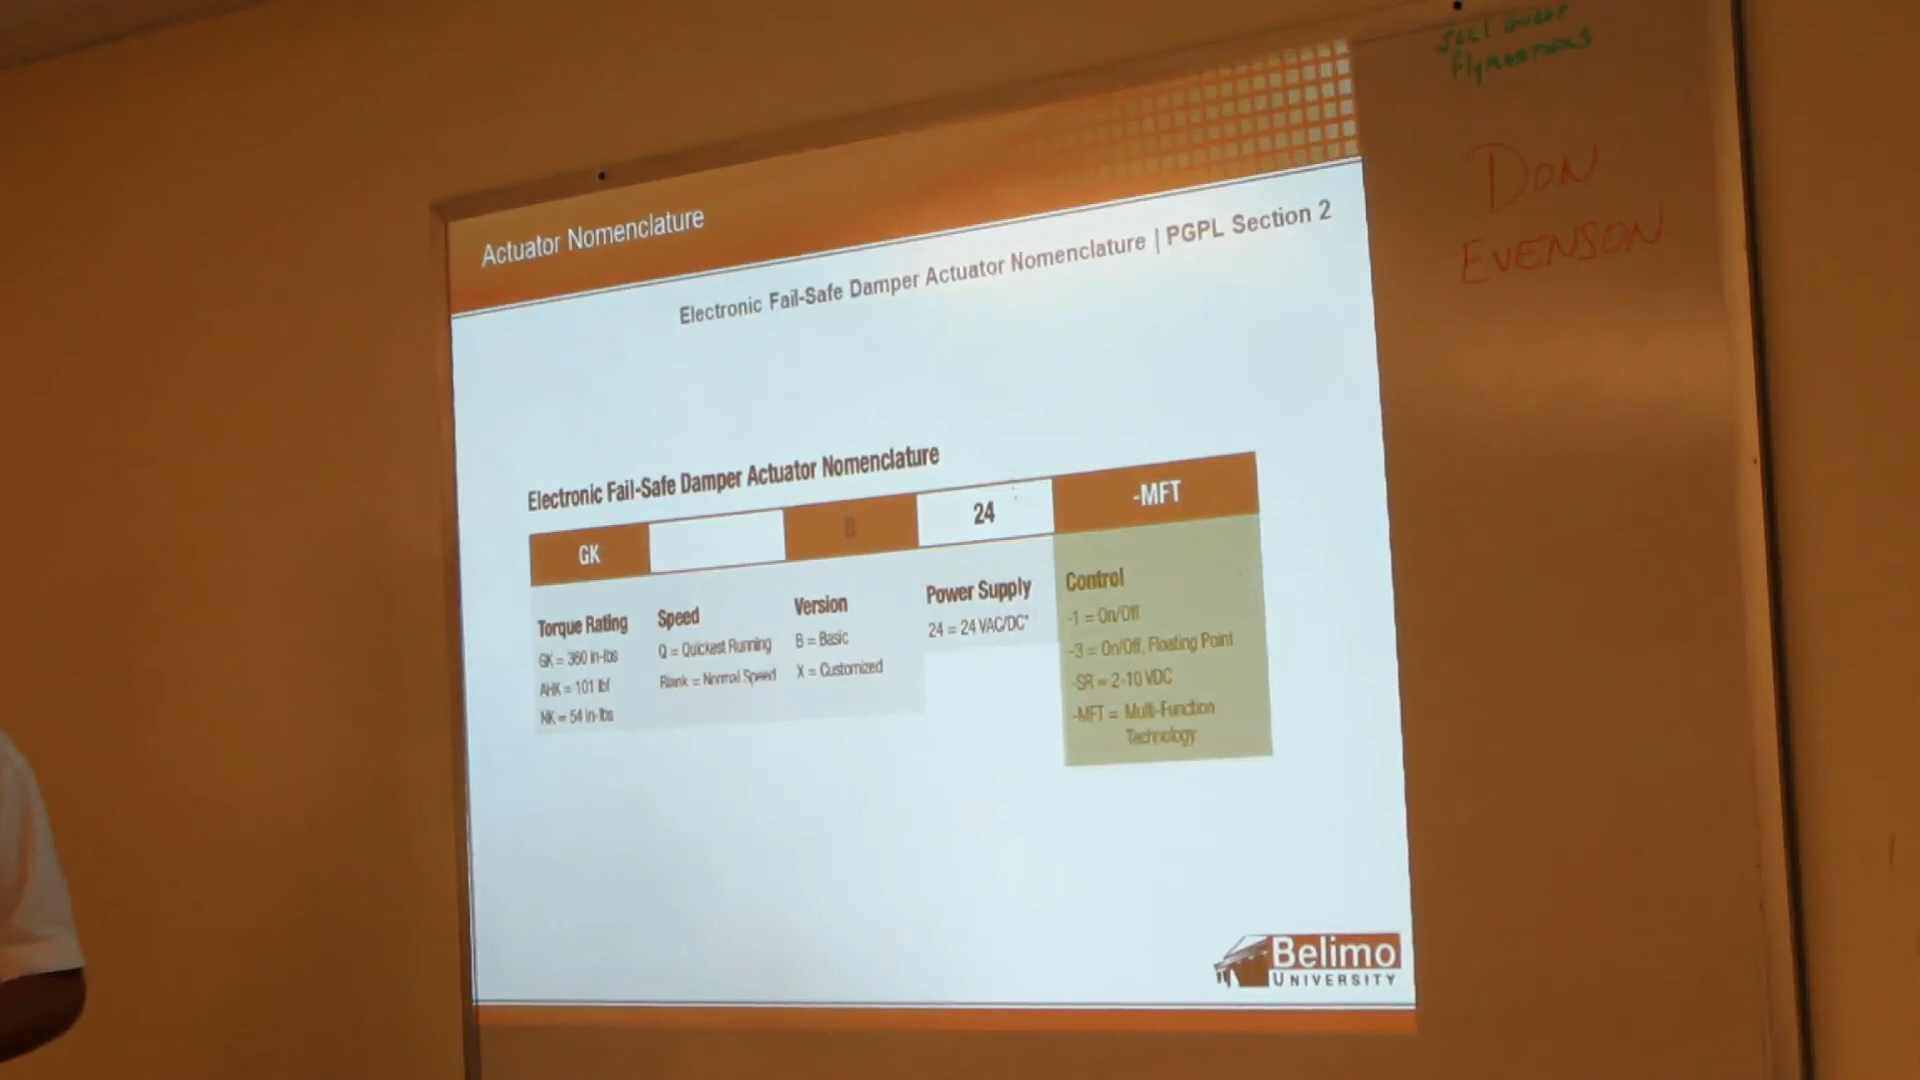 flymations
DON
EVENSON
Actuator Nomenclature
Electronic Fail-Safe Damper Actuator Nomenclature | PGPL Section 2
Electronic Fail-Safe Damper Actuator Nomenclature
GK B 24 -MFT
Torque Rating
GK = 360 in-lbs
AHK = 101 lbf
NK = 54 in-lbs
Speed
Q = Quickest Running
Blank = Normal Speed
Version
B = Basic
X = Customized
Power Supply
24 = 24 VAC/DC*
Control
-1 = On/Off
-3 = On/Off, Floating Point
-SR = 2-10 VDC
-MFT = Multi-Function
Technology
Belimo
UNIVERSITY